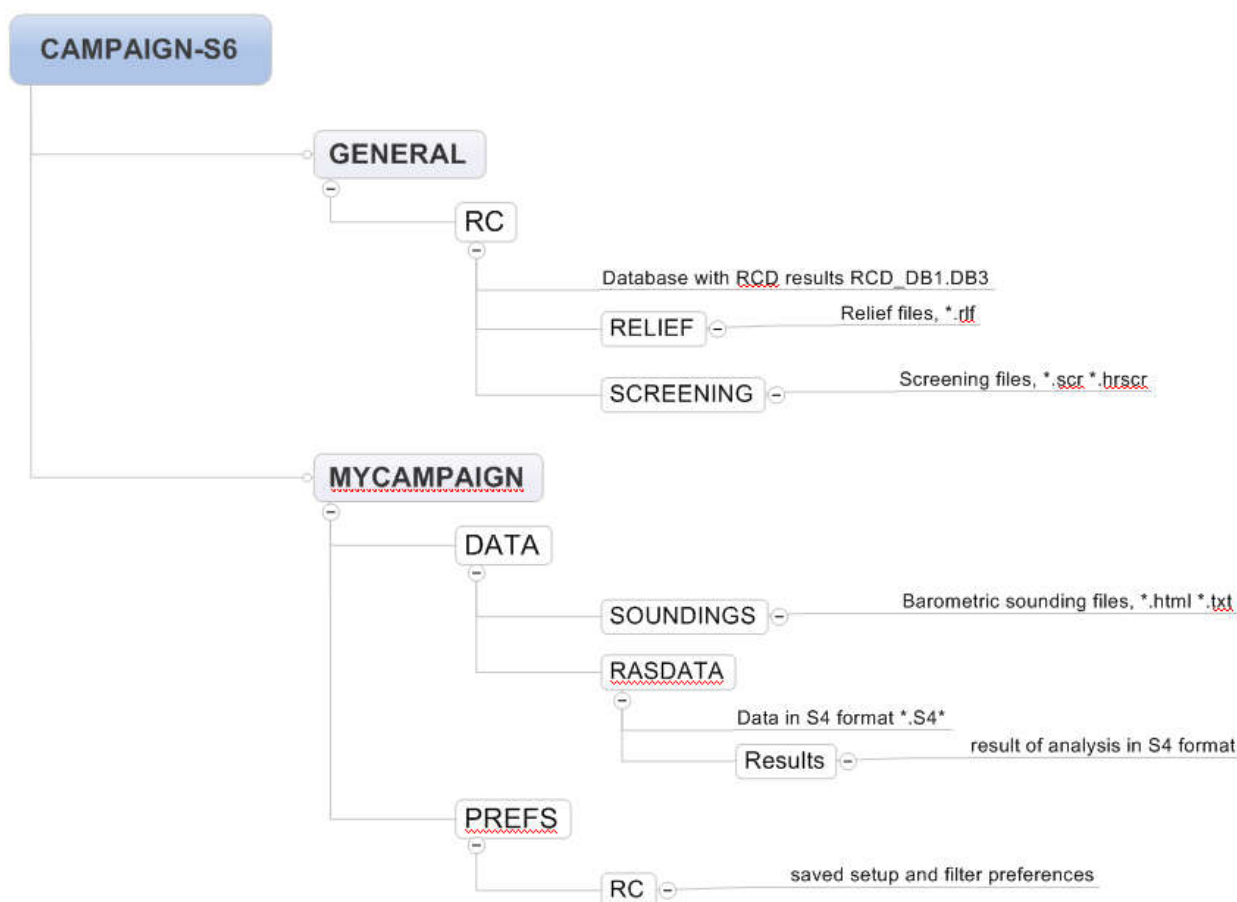 CAMPAIGN-S6
GENERAL
RC
Database with RCD results RCD_DB1.DB3
RELIEF
Relief files, *.rlf
SCREENING
Screening files, *.scr *.hrscr
MYCAMPAIGN
DATA
SOUNDINGS
Barometric sounding files, *.html *.txt
RASDATA
Data in S4 format *.S4*
Results
result of analysis in S4 format
PREFS
RC
saved setup and filter preferences